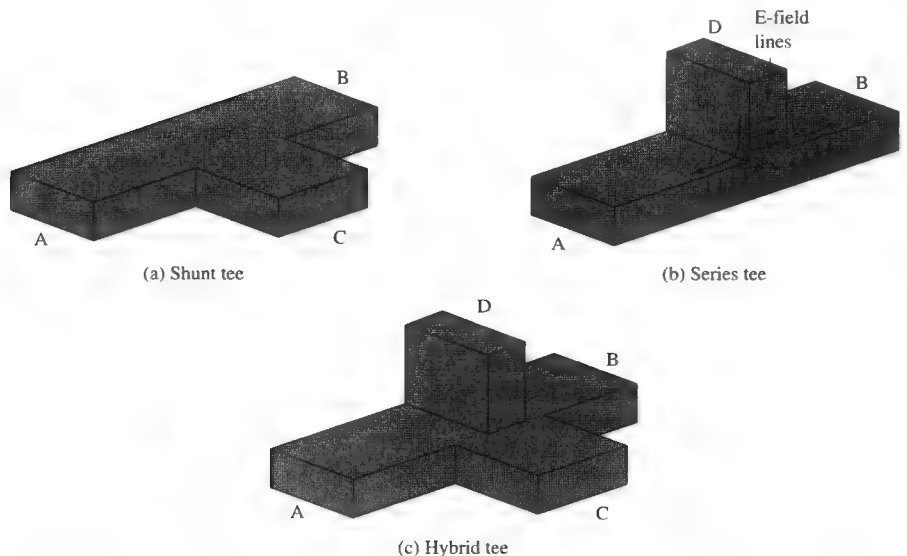 B
A
C
(a) Shunt tee
D
E-field
lines
B
A
(b) Series tee
D
B
A
C
(c) Hybrid tee